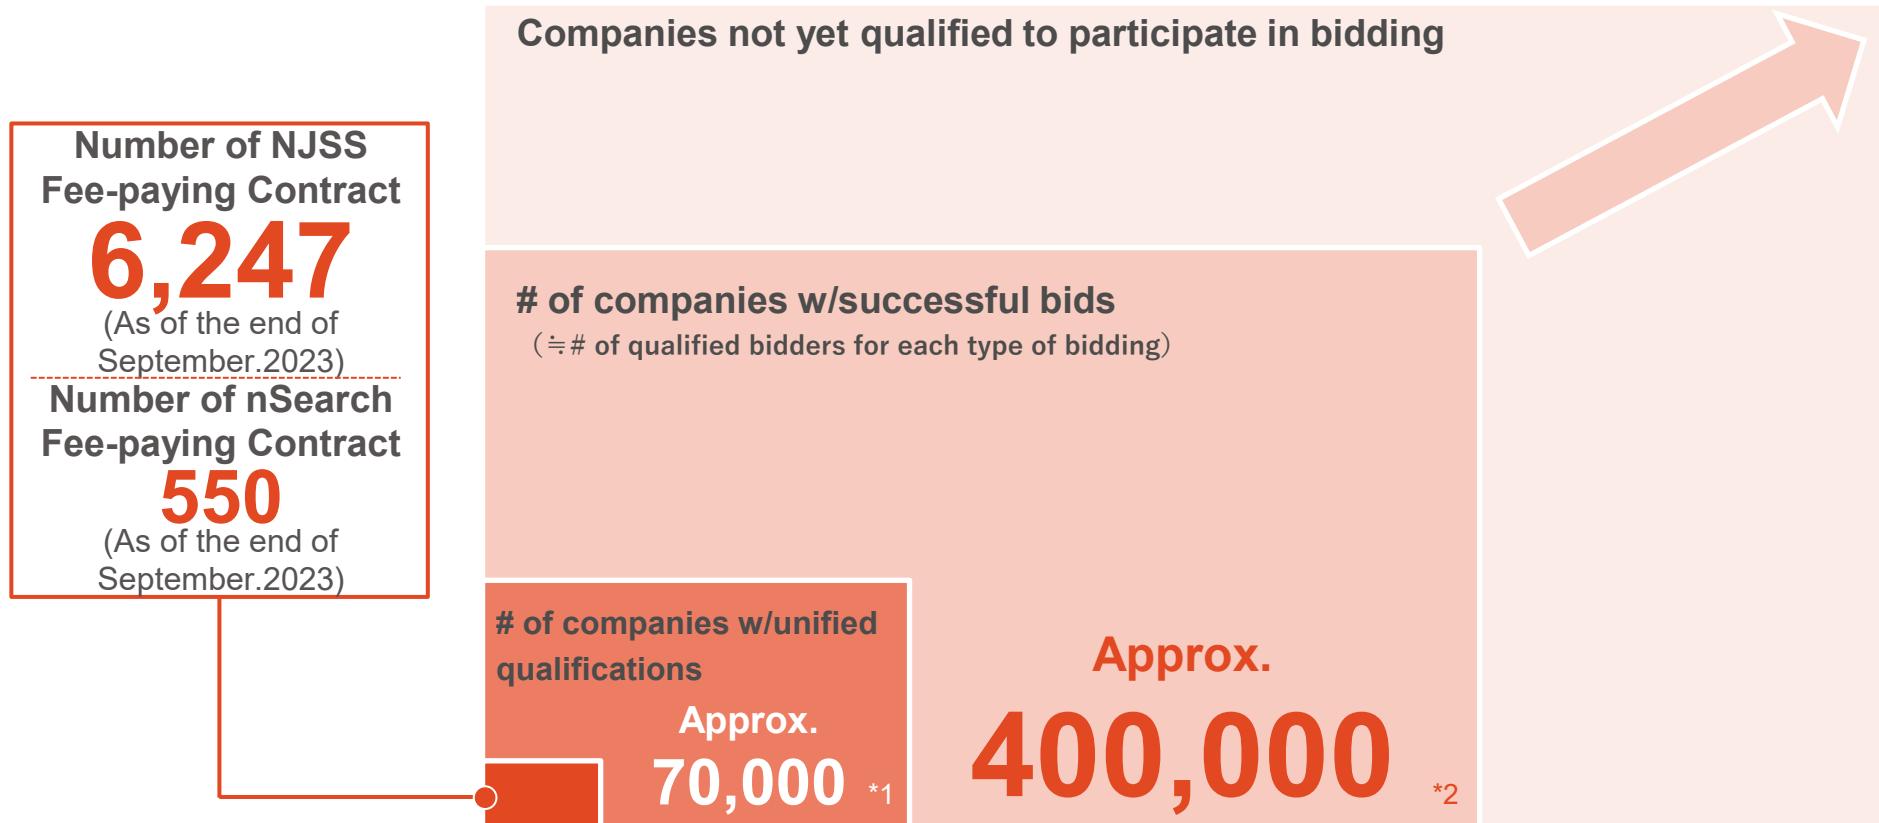 Companies not yet qualified to participate in bidding
Number of NJSS
Fee-paying Contract
6,247
(As of the end of
September.2023)
Number of nSearch
Fee-paying Contract
550
(As of the end of
September.2023)
# of companies w/successful bids
（≒# of qualified bidders for each type of bidding）
# of companies w/unified
qualifications
Approx.
70,000 *1
Approx.
400,000 *2